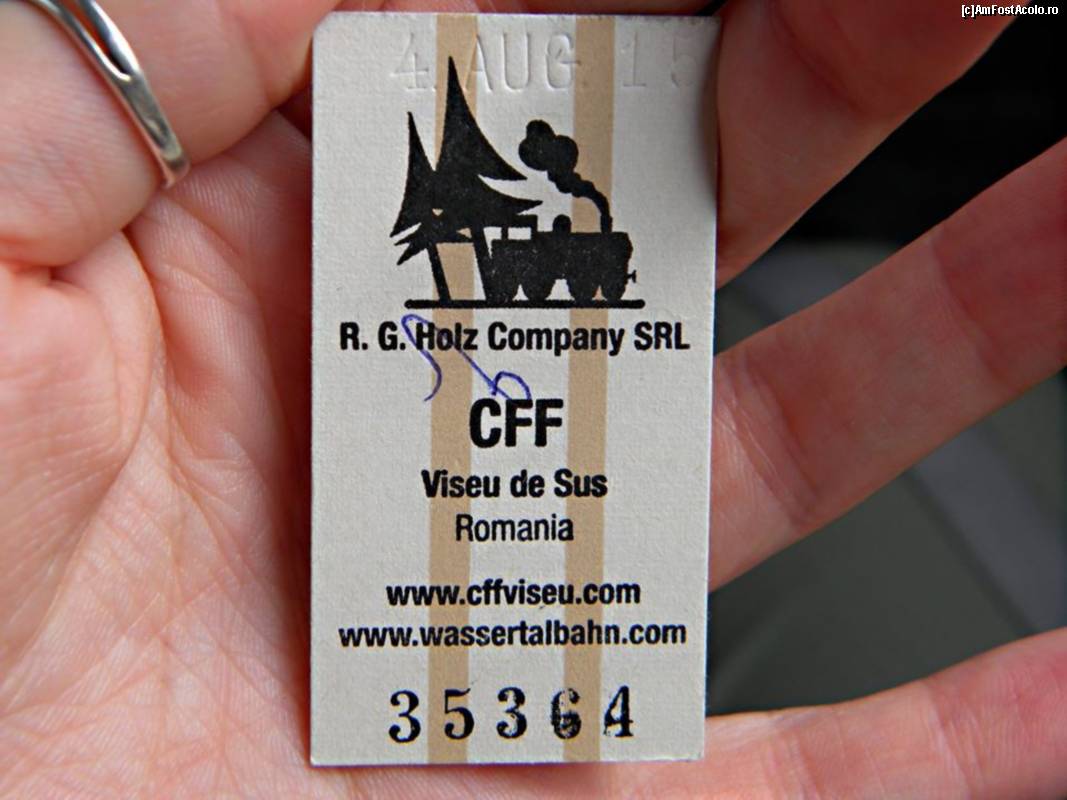 [c]AmFostAcolo.ro
4. AUG. 15
R. G. Holz Company SRL
CFF
Viseu de Sus
Romania
www.cffviseu.com
www.wassertalbahn.com
35364